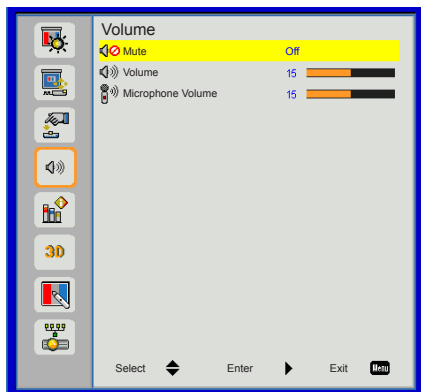 Volume
Mute Off
Volume 15
Microphone Volume 15
3D
Select Enter Exit Menu